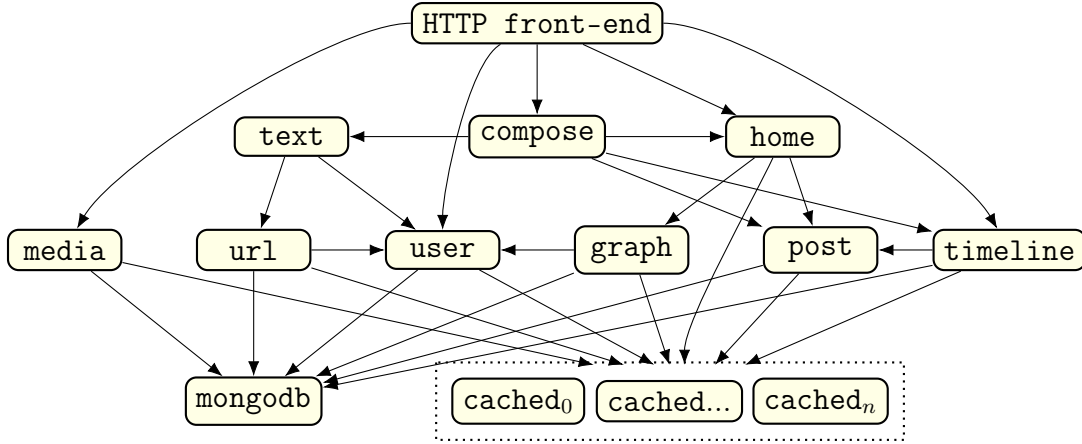 HTTP front-end
text
compose
home
media
url
user
graph
post
timeline
mongodb
cached₀
cached...
cachedₙ